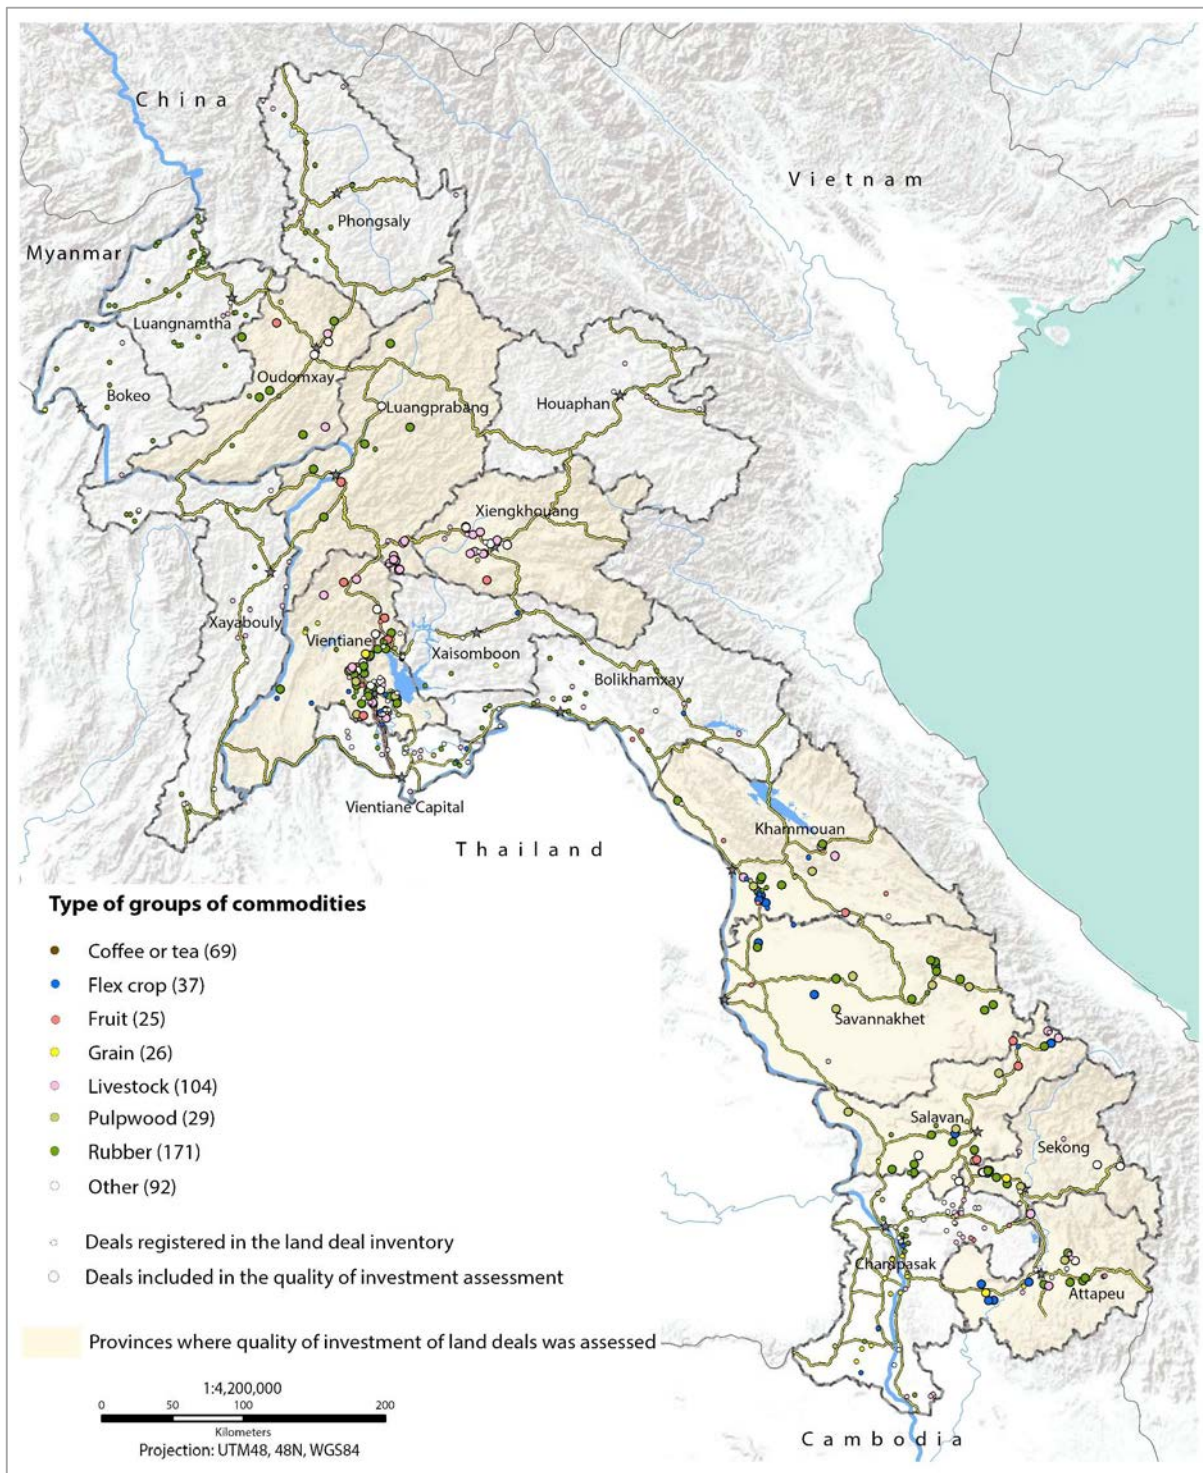 China
Vietnam
Phongsaly
Myanmar
Luangnamtha
Oudomxay
Bokeo
Luangprabang
Houaphan
Xiengkhouang
Xayabouly
Vientiane
Xaisomboon
Bolikhamxay
Vientiane Capital
Khammouan
Thailand
Type of groups of commodities
Coffee or tea (69)
Flex crop (37)
Fruit (25)
Grain (26)
Livestock (104)
Pulpwood (29)
Rubber (171)
Other (92)
Deals registered in the land deal inventory
Deals included in the quality of investment assessment
Provinces where quality of investment of land deals was assessed
Savannakhet
Salavan
Sekong
Champasak
Attapeu
1:4,200,000
0 50 100 200
Kilometers
Projection: UTM48, 48N, WGS84
Cambodia